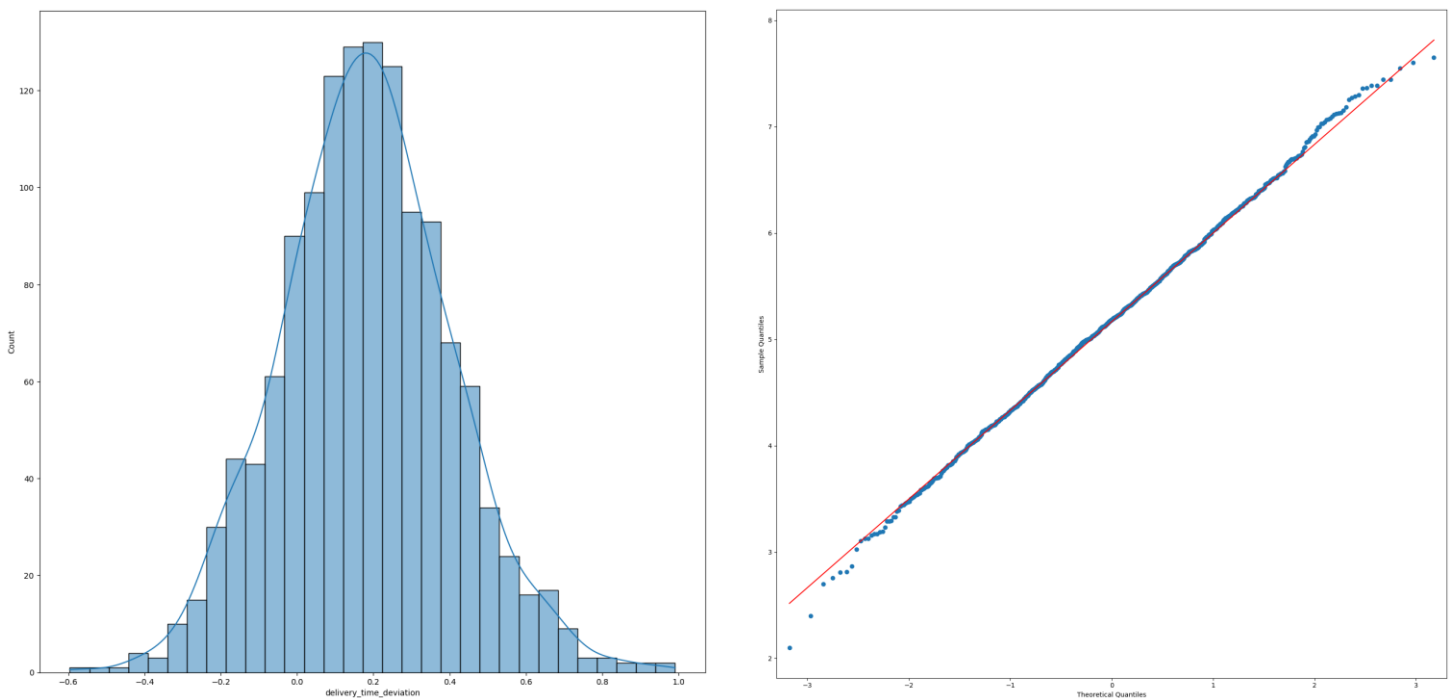 120
100
80
60
40
20
0
Count
−0.6 −0.4 −0.2 0.0 0.2 0.4 0.6 0.8 1.0
delivery_time_deviation
8
7
6
5
4
3
2
Sample Quantiles
−3 −2 −1 0 1 2 3
Theoretical Quantiles